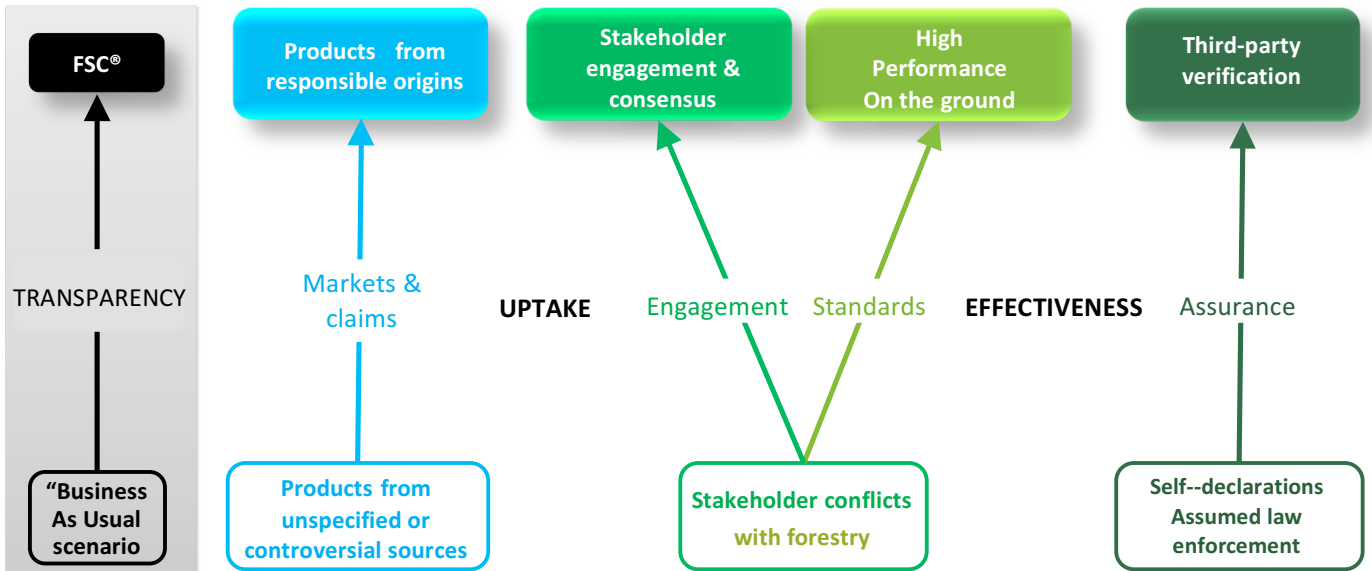 FSC®
Products from
responsible origins
Stakeholder
engagement &
consensus
High
Performance
On the ground
Third-party
verification
TRANSPARENCY
Markets &
claims
UPTAKE
Engagement
Standards
EFFECTIVENESS
Assurance
“Business
As Usual
scenario
Products from
unspecified or
controversial sources
Stakeholder conflicts
with forestry
Self--declarations
Assumed law
enforcement